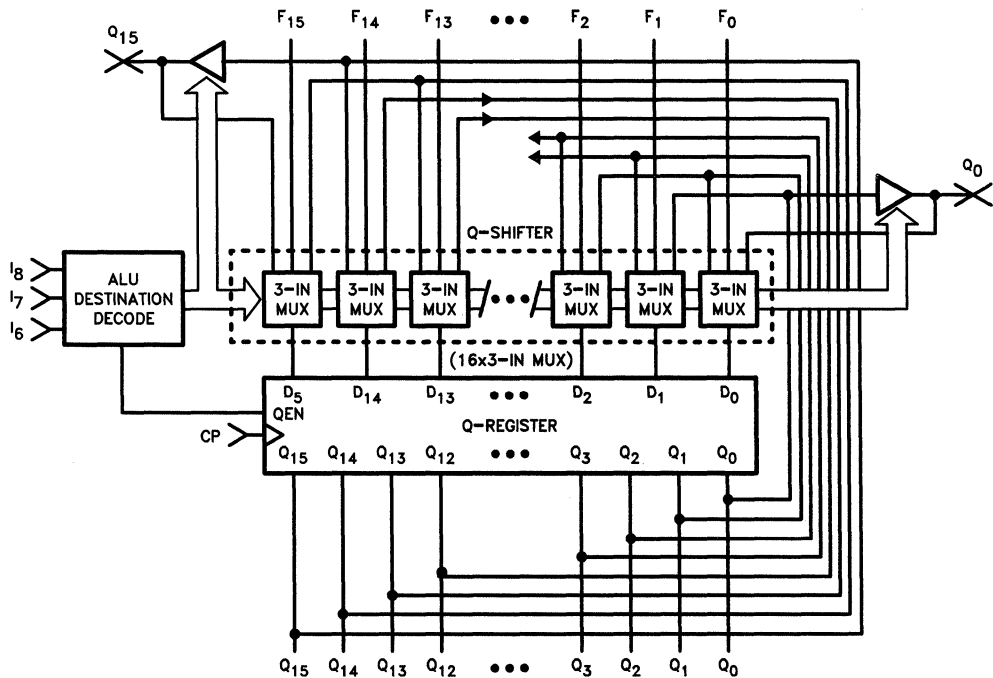 F15 F14 F13 ••• F2 F1 F0
Q15
Q0
Q-SHIFTER
I8
I7
I6
ALU
DESTINATION
DECODE
3-IN MUX
3-IN MUX
3-IN MUX
•••
3-IN MUX
3-IN MUX
3-IN MUX
(16x3-IN MUX)
D5 D14 D13 ••• D2 D1 D0
QEN
Q-REGISTER
CP
Q15 Q14 Q13 Q12 ••• Q3 Q2 Q1 Q0
Q15 Q14 Q13 Q12 ••• Q3 Q2 Q1 Q0